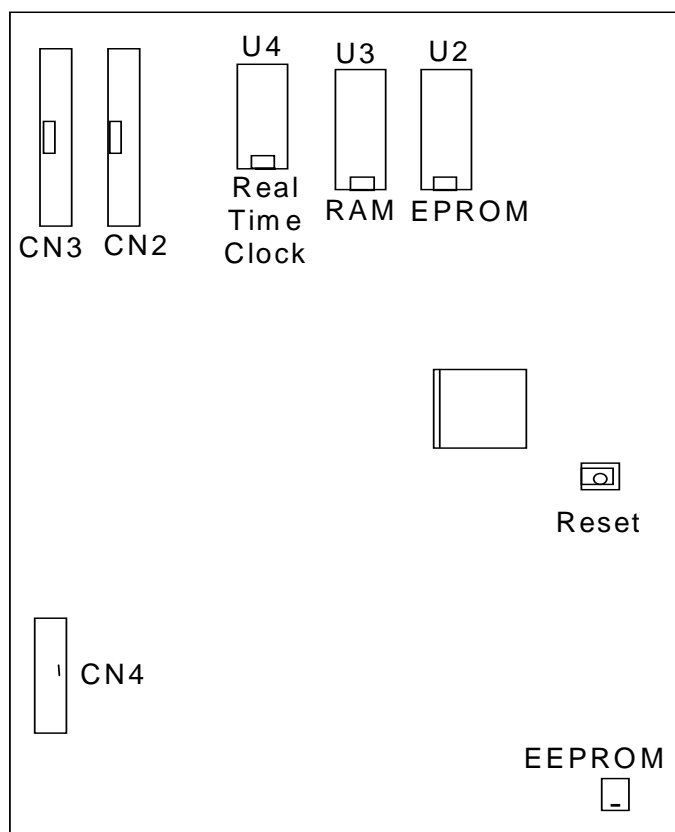 U4
U3
U2
Real
Time
Clock
RAM
EPROM
CN3
CN2
Reset
CN4
EEPROM